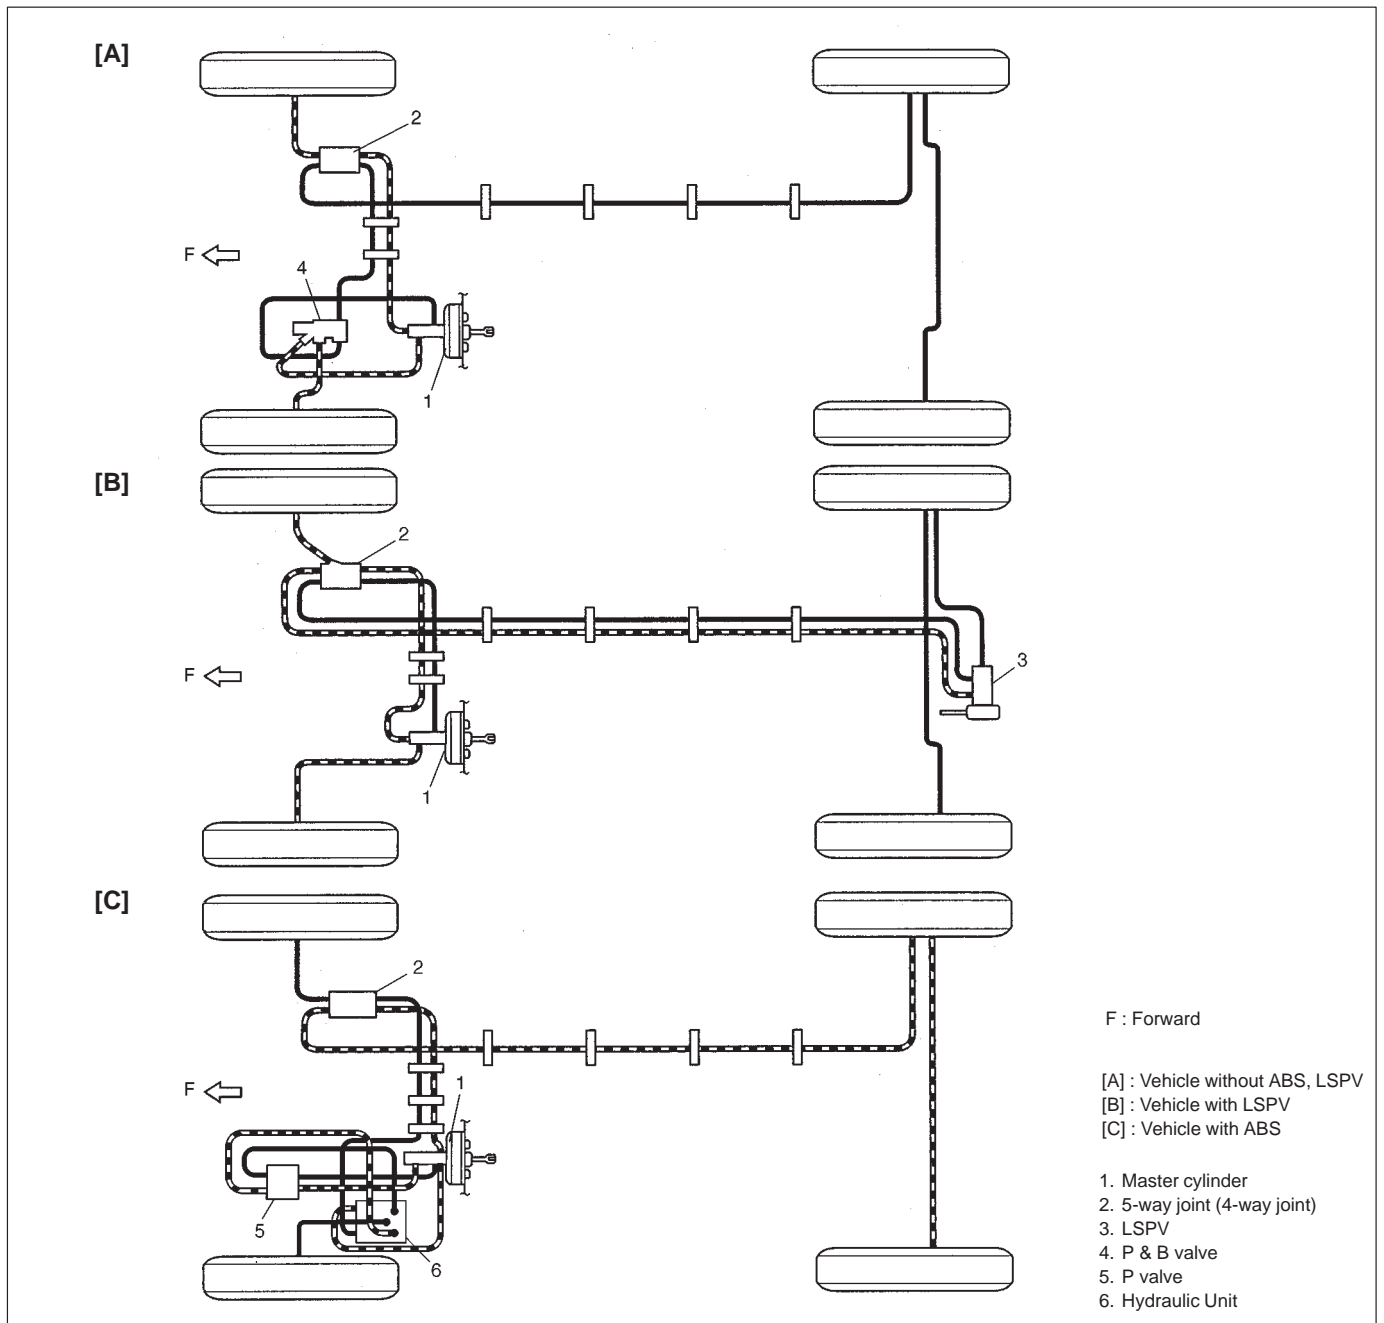 [A]
2
F
4
1
[B]
2
3
F
1
[C]
2
F : Forward
F
1
[A] : Vehicle without ABS, LSPV
[B] : Vehicle with LSPV
[C] : Vehicle with ABS
1. Master cylinder
2. 5-way joint (4-way joint)
3. LSPV
4. P & B valve
5. P valve
6. Hydraulic Unit
5
6